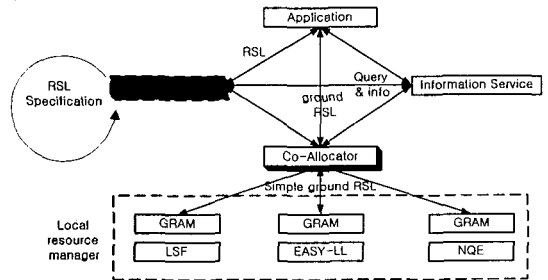 Application
RSL
RSL
Specification
Query
& info
Information Service
ground
RSL
Co-Allocator
Simple ground RSL
Local
resource
manager
GRAM
GRAM
GRAM
LSF
EASY-LL
NQE